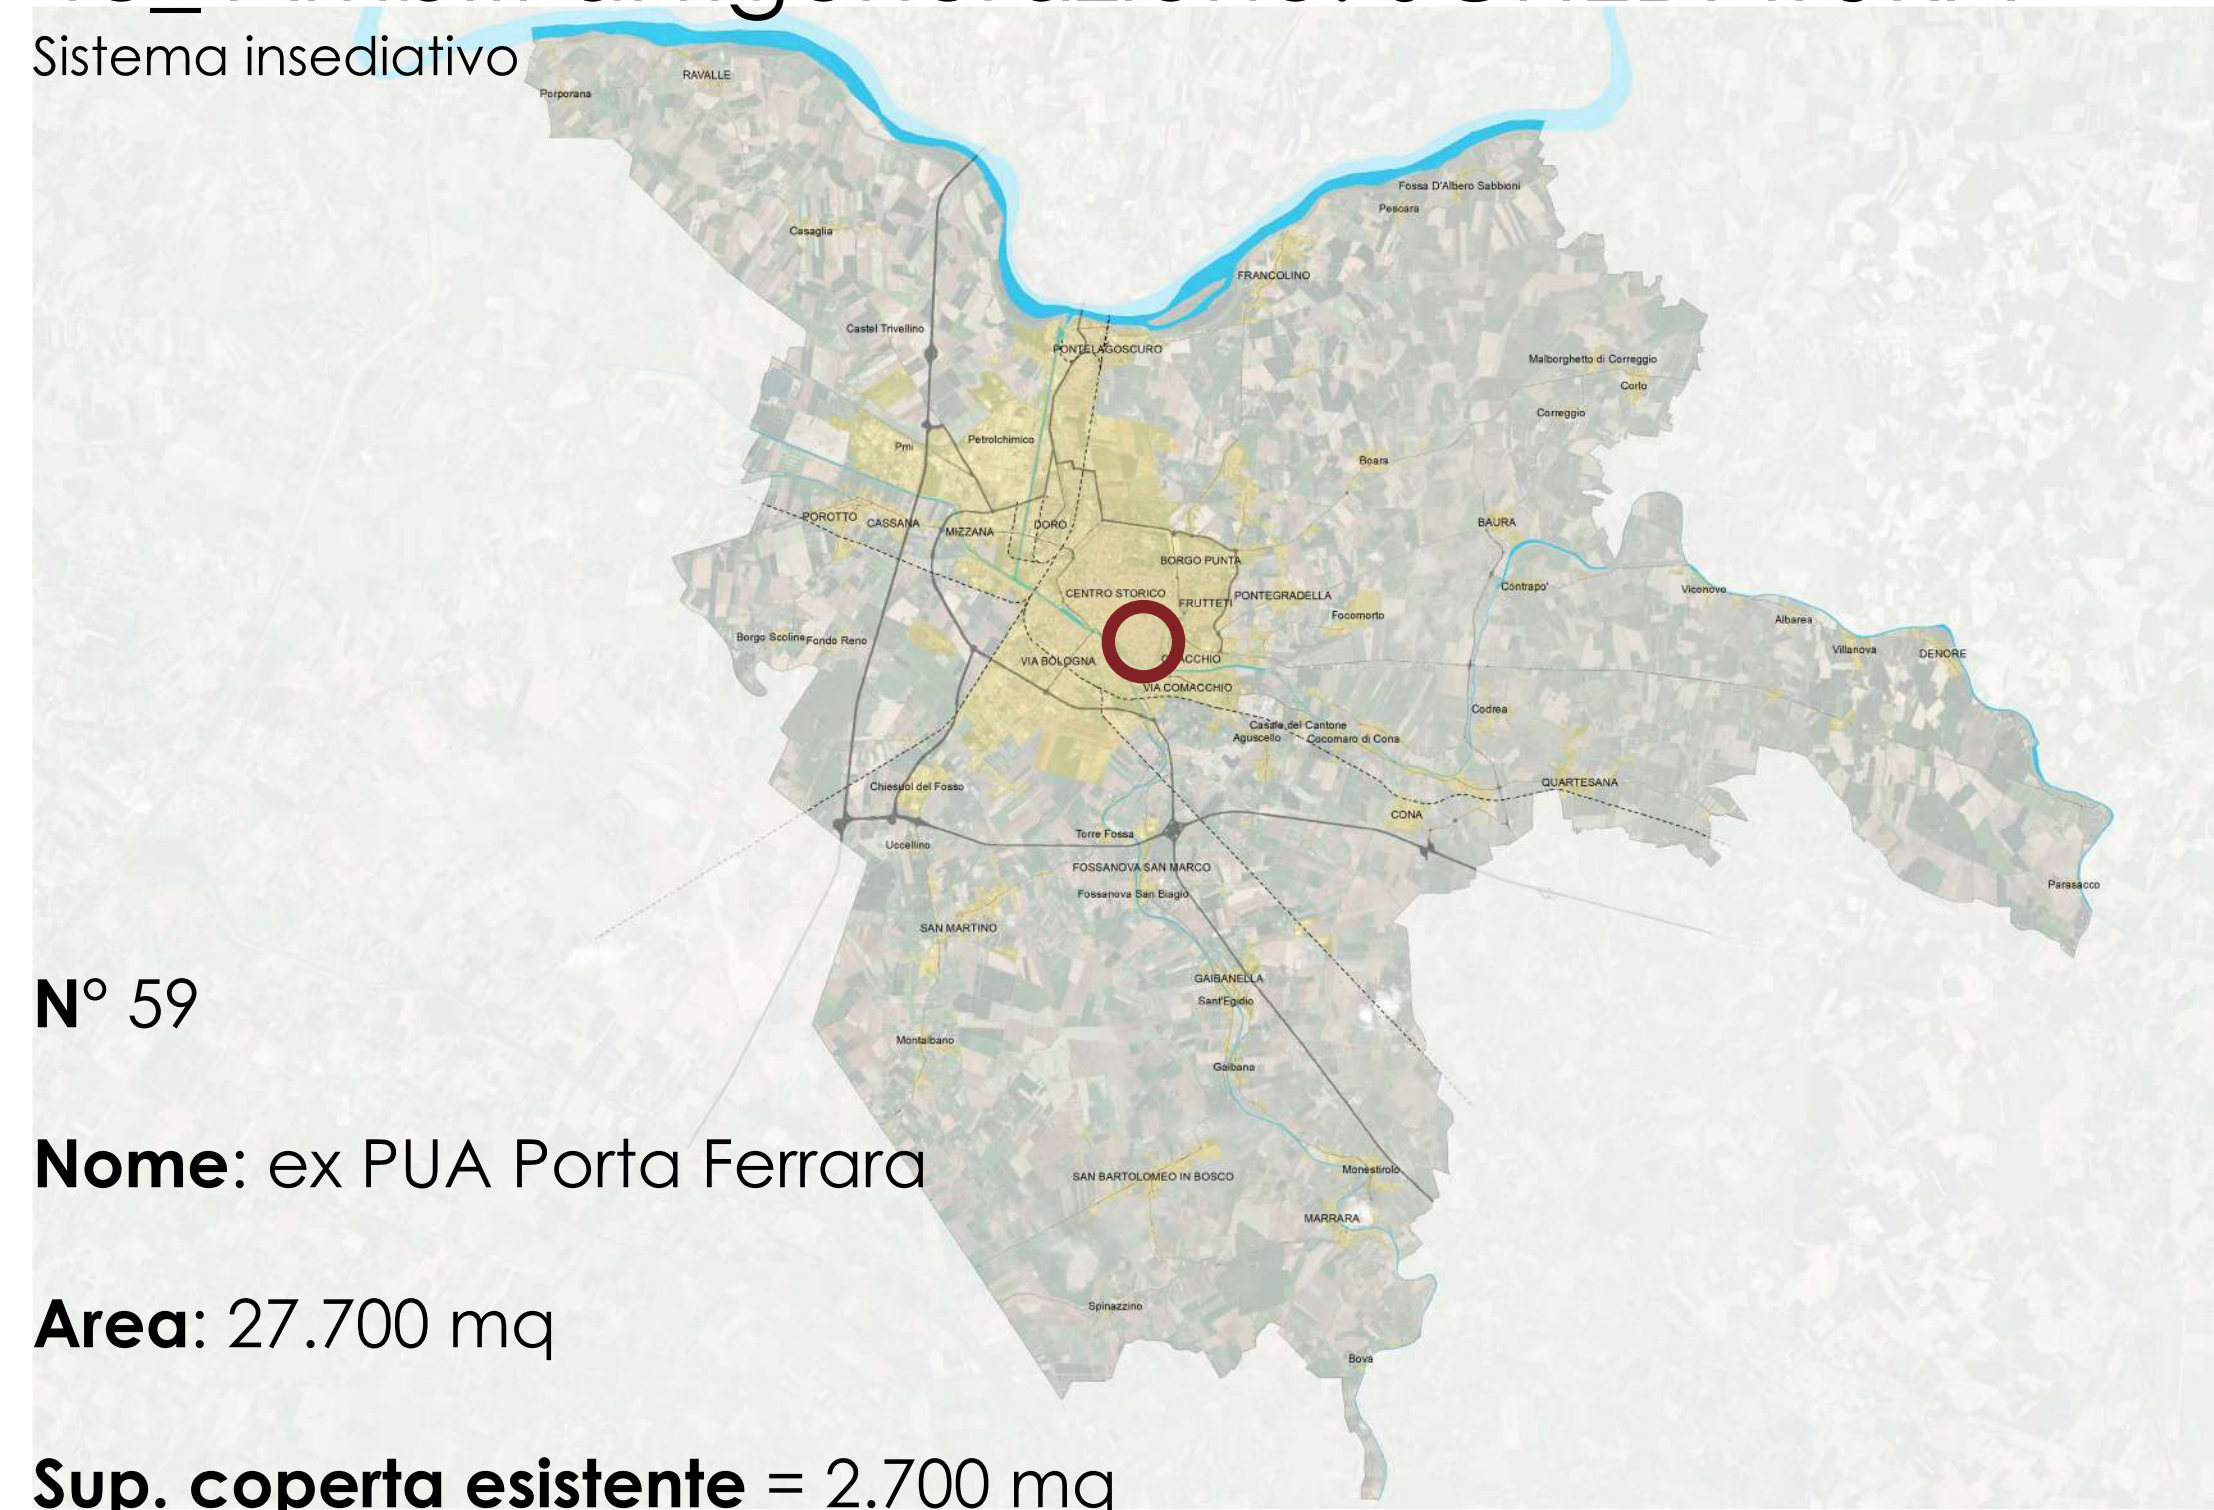 Sistema insediativo
RAVALLE
Porporana
Fossa D'Albero Sabbioni
Pescara
Casaglia
FRANCOLINO
Castel Trivellino
PONTELAGOSCURO
Malborghetto di Correggio
Corlo
Correggio
Petrolchimico
Pmi
Boara
POROTTO
CASSANA
MIZZANA
DORO
BAURA
BORGO PUNTA
CENTRO STORICO
FRUTTETI
PONTEGRADELLA
Contrapo'
Viconovo
Focomorto
Albarea
Borgo Scoline
Fondo Reno
Villanova
DENORE
VIA BOLOGNA
VIA COMACCHIO
Codrea
Casale del Cantone
Aguscello
Cocomaro di Cona
QUARTESANA
Chiesuol del Fosso
CONA
Torre Fossa
Uccellino
FOSSANOVA SAN MARCO
Parasacco
Fossanova San Biagio
SAN MARTINO
GAIBANELLA
Sant'Egidio
N° 59
Montalbano
Gaibana
Nome: ex PUA Porta Ferrara
Monestirolo
SAN BARTOLOMEO IN BOSCO
MARRARA
Area: 27.700 mq
Spinazzino
Bova
Sup. coperta esistente = 2.700 mq